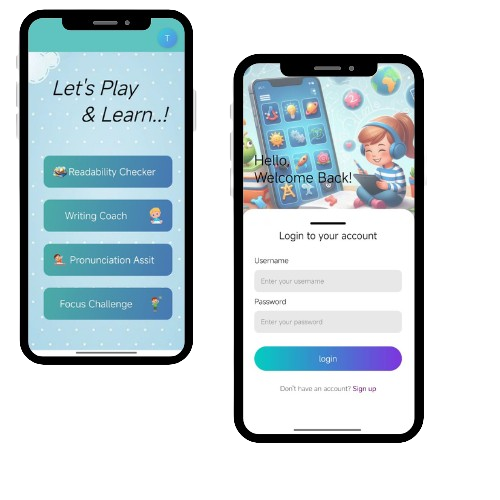 T
Let's Play
& Learn..!
Readability Checker
Writing Coach
Pronunciation Assit
Focus Challenge
Hello,
Welcome Back!
Login to your account
Username
Enter your username
Password
Enter your password
login
Don't have an account? Sign up